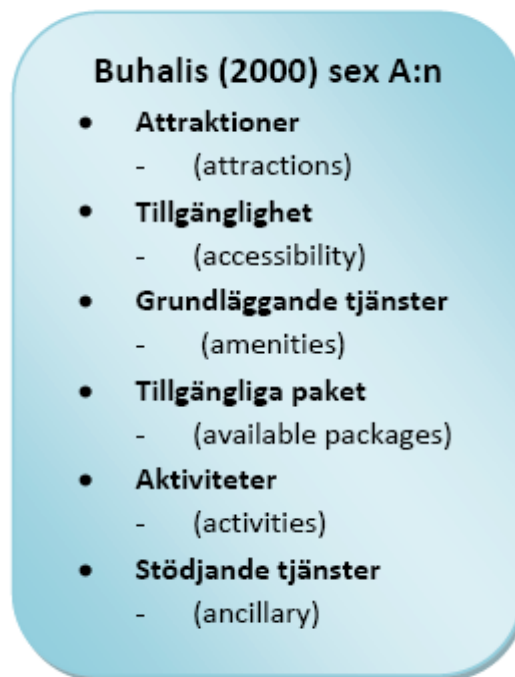 Buhalis (2000) sex A:n
• Attraktioner
- (attractions)
• Tillgänglighet
- (accessibility)
• Grundläggande tjänster
- (amenities)
• Tillgängliga paket
- (available packages)
• Aktiviteter
- (activities)
• Stödjande tjänster
- (ancillary)